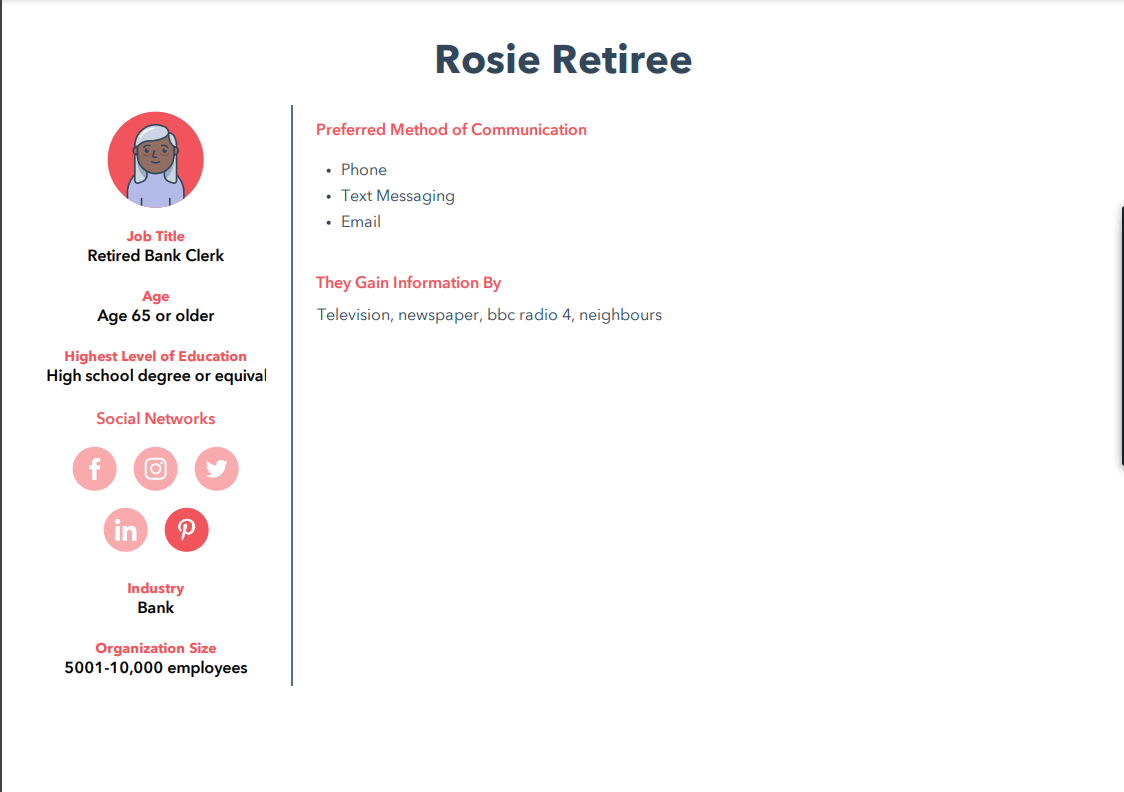 Rosie Retiree
Job Title
Retired Bank Clerk
Age
Age 65 or older
Highest Level of Education
High school degree or equival
Social Networks
f
in
Industry
Bank
Organization Size
5001-10,000 employees
Preferred Method of Communication
• Phone
• Text Messaging
• Email
They Gain Information By
Television, newspaper, bbc radio 4, neighbours